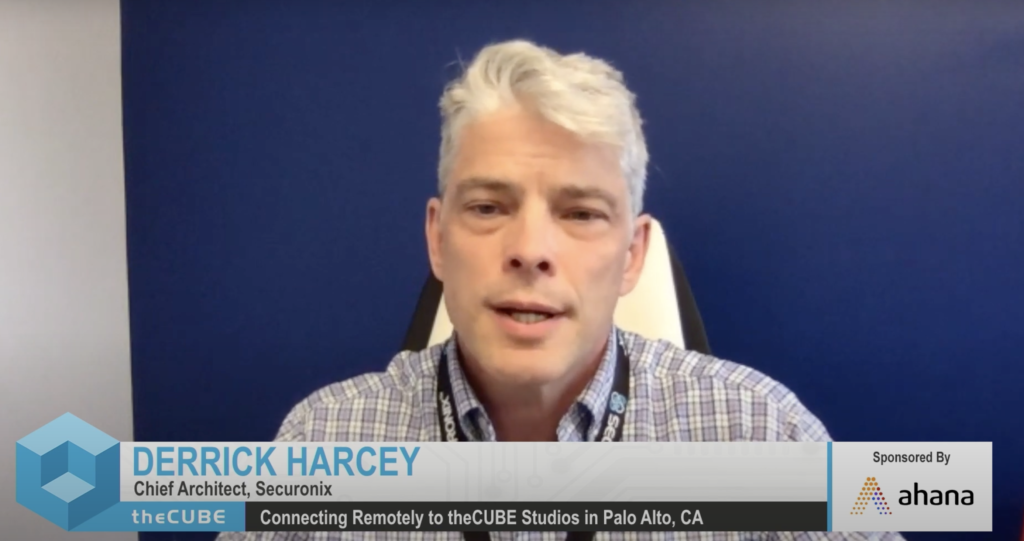 DERRICK HARCEY
Chief Architect, Securonix
theCUBE
Connecting Remotely to theCUBE Studios in Palo Alto, CA
Sponsored By
ahana